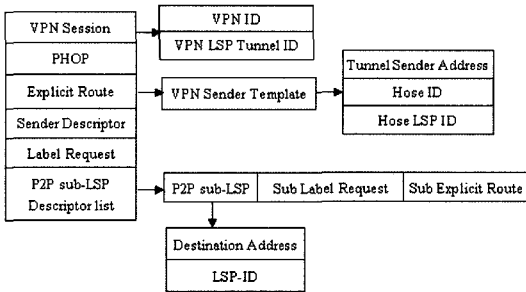 VPN Session
PHOP
Explicit Route
Sender Descriptor
Label Request
P2P sub-LSP
Descriptor list
VPN ID
VPN LSP Tunnel ID
VPN Sender Template
Tunnel Sender Address
Hose ID
Hose LSP ID
P2P sub-LSP
Sub Label Request
Sub Explicit Route
Destination Address
LSP-ID